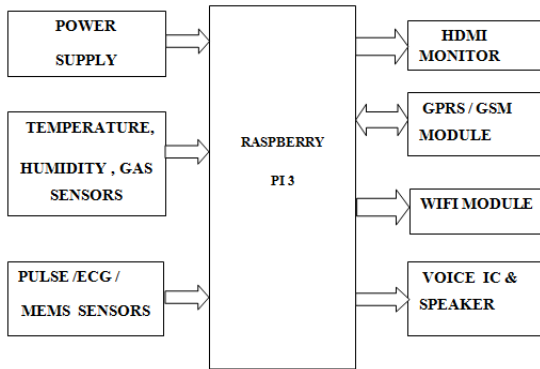 POWER
SUPPLY
TEMPERATURE,
HUMIDITY , GAS
SENSORS
PULSE /ECG /
MEMS SENSORS
RASPBERRY
PI 3
HDMI
MONITOR
GPRS / GSM
MODULE
WIFI MODULE
VOICE IC &
SPEAKER